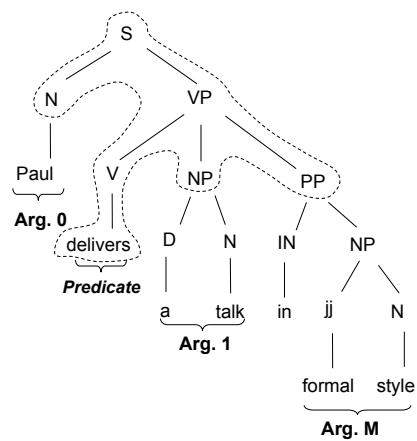 S
N VP
Paul V NP PP
Arg. 0
delivers D N IN NP
Predicate
a talk in jj N
Arg. 1
formal style
Arg. M